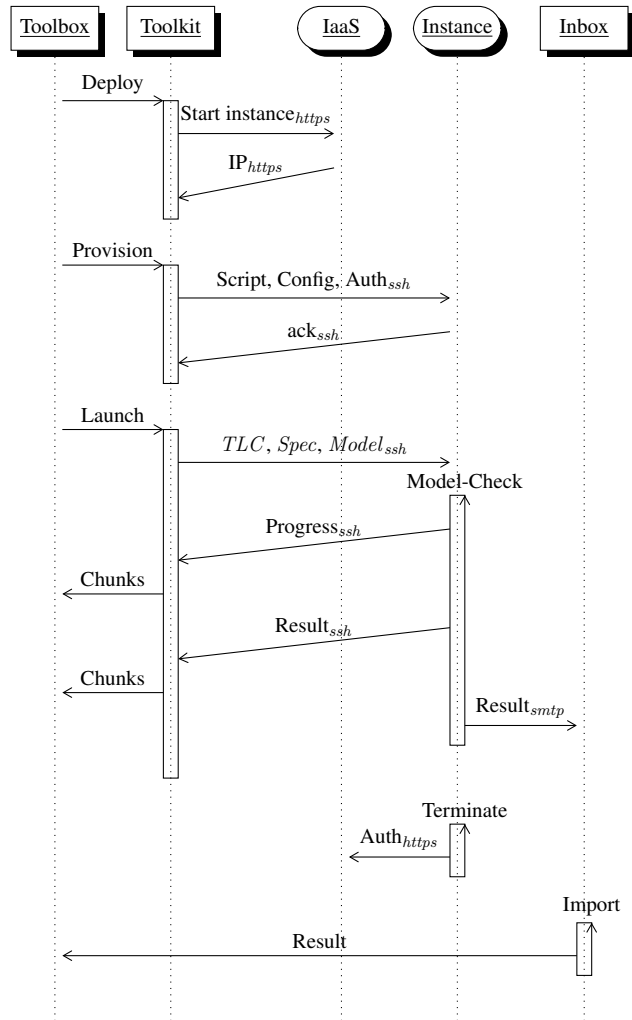 Toolbox Toolkit IaaS Instance Inbox
Deploy
Start instance_https
IP_https
Provision
Script, Config, Auth_ssh
ack_ssh
Launch
TLC, Spec, Model_ssh
Model-Check
Progress_ssh
Chunks
Result_ssh
Chunks
Result_smtp
Terminate
Auth_https
Import
Result